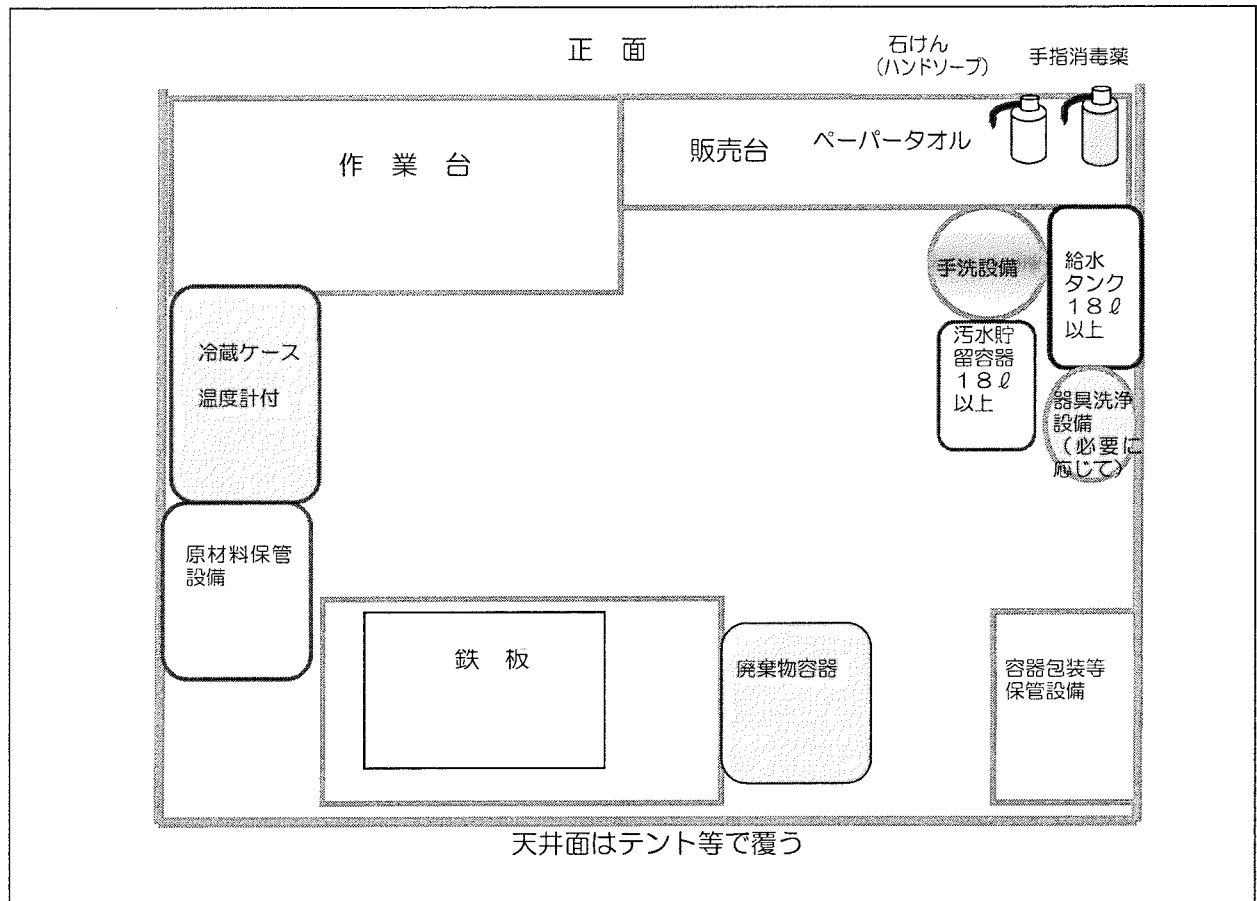 正面
石けん
(ハンドソープ)
手指消毒薬
作業台
販売台
ペーパータオル
手洗設備
給水
タンク
18ℓ
以上
汚水貯
留容器
18ℓ
以上
器具洗浄
設備
(必要に
応じて)
冷蔵ケース
温度計付
原材料保管
設備
鉄板
廃棄物容器
容器包装等
保管設備
天井面はテント等で覆う